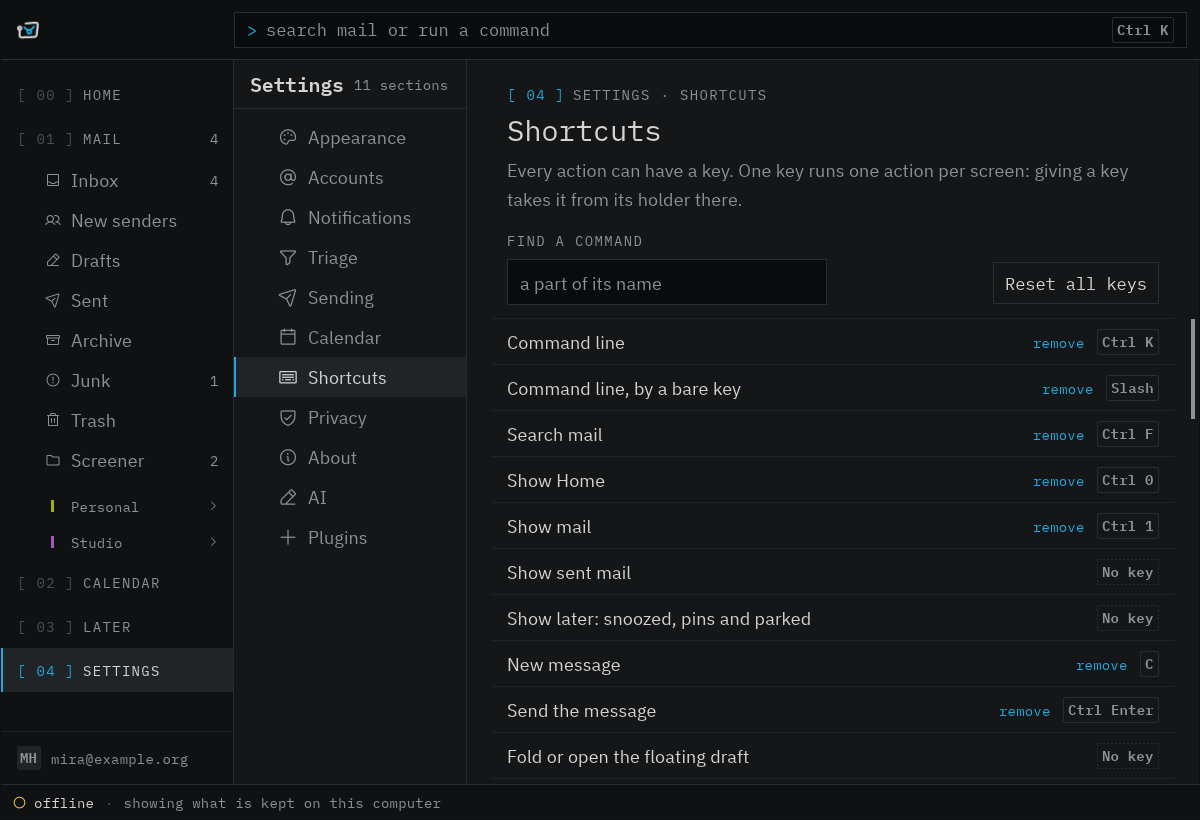 > search mail or run a command Ctrl K
[ 00 ] HOME
[ 01 ] MAIL 4
Inbox 4
New senders
Drafts
Sent
Archive
Junk 1
Trash
Screener 2
Personal
Studio
[ 02 ] CALENDAR
[ 03 ] LATER
[ 04 ] SETTINGS
MH mira@example.org
Settings 11 sections
Appearance
Accounts
Notifications
Triage
Sending
Calendar
Shortcuts
Privacy
About
AI
Plugins
[ 04 ] SETTINGS · SHORTCUTS
Shortcuts
Every action can have a key. One key runs one action per screen: giving a key
takes it from its holder there.
FIND A COMMAND
a part of its name
Reset all keys
Command line remove Ctrl K
Command line, by a bare key remove Slash
Search mail remove Ctrl F
Show Home remove Ctrl 0
Show mail remove Ctrl 1
Show sent mail No key
Show later: snoozed, pins and parked No key
New message remove C
Send the message remove Ctrl Enter
Fold or open the floating draft No key
offline · showing what is kept on this computer